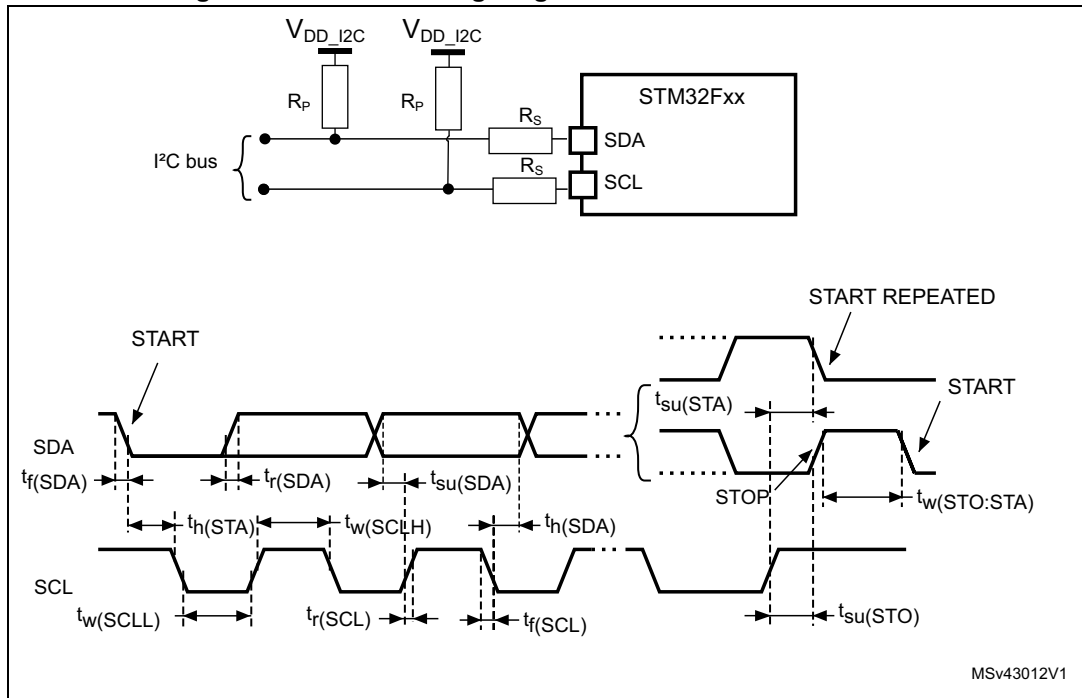 V_DD_I2C V_DD_I2C
STM32Fxx
R_P R_P
R_S
SDA
I²C bus
R_S
SCL
START REPEATED
START
START
t_su(STA)
SDA
t_f(SDA) t_r(SDA) t_su(SDA)
STOP
t_w(STO:STA)
t_h(STA) t_w(SCLH) t_h(SDA)
SCL
t_w(SCLL) t_r(SCL) t_f(SCL) t_su(STO)
MSv43012V1